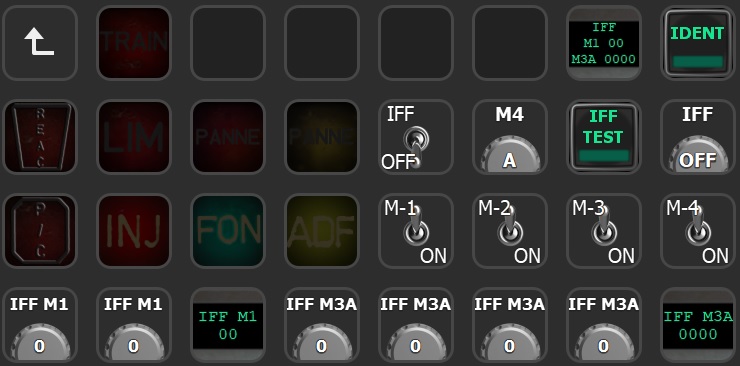 TRAIN
IFF
M1 00
M3A 0000
IDENT
LIM
PANNE
PANNE
IFF
OFF
M4
A
IFF
TEST
IFF
OFF
P/C
INJ
FON
ADF
M-1
ON
M-2
ON
M-3
ON
M-4
ON
IFF M1
0
IFF M1
0
IFF M1
00
IFF M3A
0
IFF M3A
0
IFF M3A
0
IFF M3A
0
IFF M3A
0000